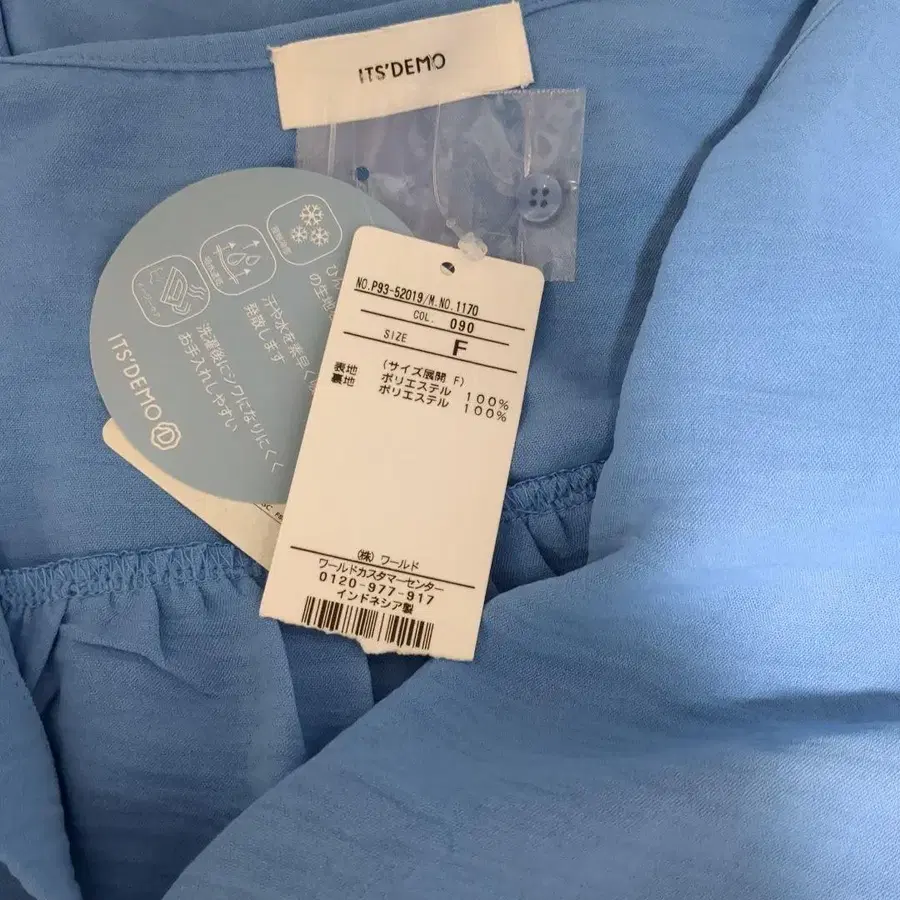 ITS'DEMO
NO.P93-52019/M.NO.1170
COL. 090
SIZE F
(サイズ展開 F)
表地 ポリエステル 100%
裏地 ポリエステル 100%
(株) ワールド
ワールドカスタマーセンター
0120-977-917
インドネシア製
汗や水を素早く
発散します
洗濯後にシワになりにくく
お手入れしやすい
ITS'DEMO